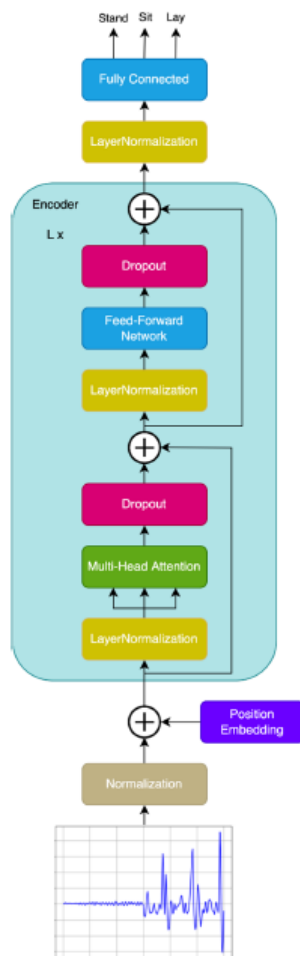 Stand Sit Lay
Fully Connected
LayerNormalization
Encoder
L x
Dropout
Feed-Forward
Network
LayerNormalization
Dropout
Multi-Head Attention
LayerNormalization
Position
Embedding
Normalization